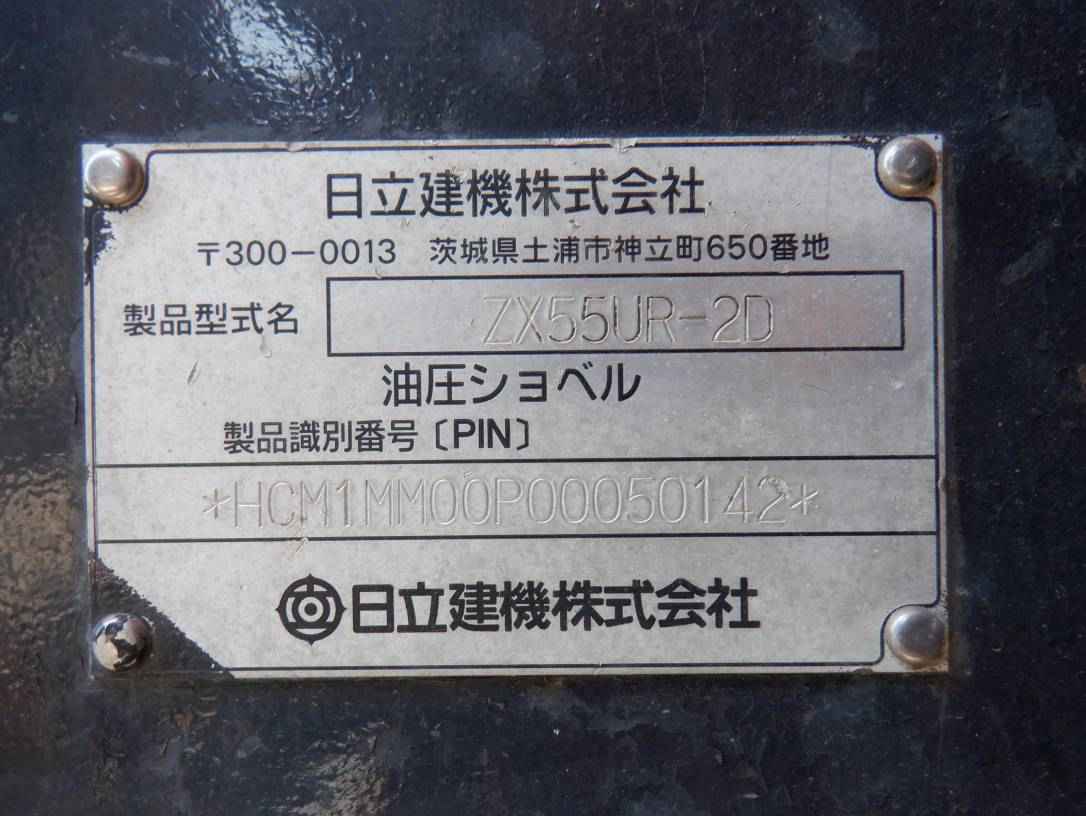 日立建機株式会社
〒300-0013 茨城県土浦市神立町650番地
製品型式名 ZX55UR-2D
油圧ショベル
製品識別番号〔PIN〕
*HCM1MM00P00050142*
日立建機株式会社